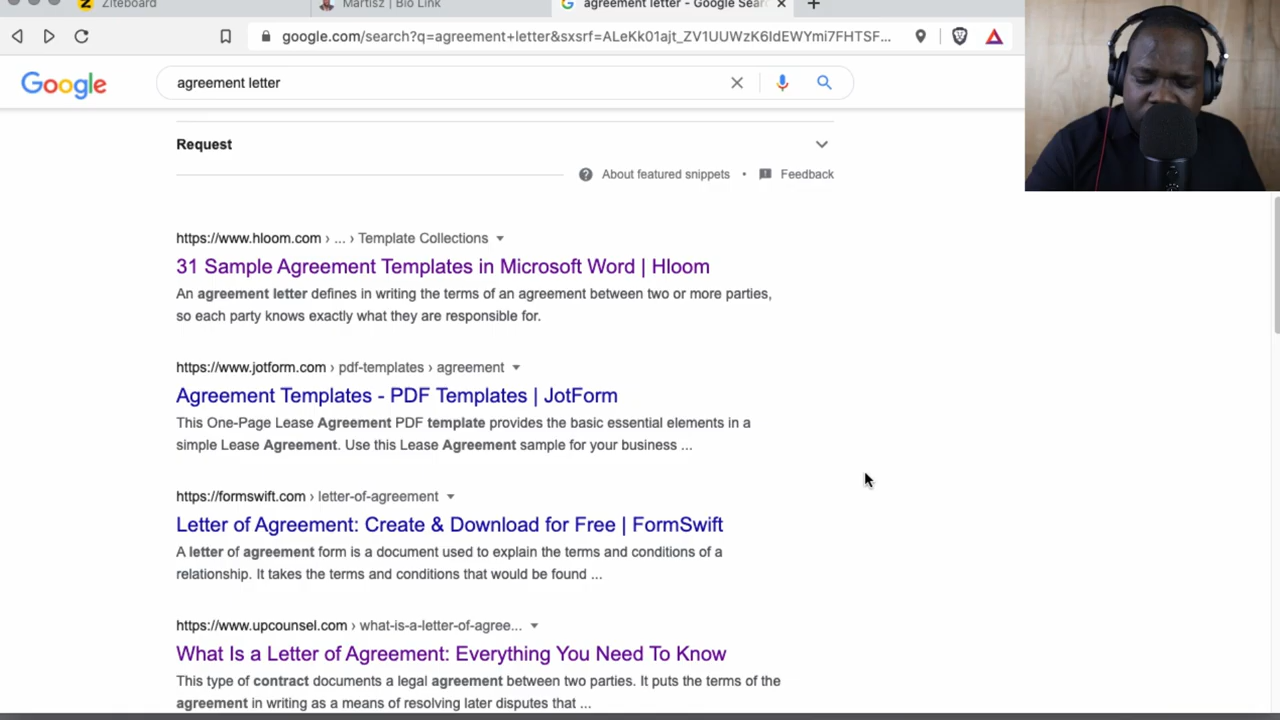 Ziteboard
Martisz | Bio Link
agreement letter - Google Sear
google.com/search?q=agreement+letter&sxsrf=ALeKk01ajt_ZV1UUWzK6IdEWYmi7FHTSF...
Google
agreement letter
Request
About featured snippets • Feedback
https://www.hloom.com › ... › Template Collections
31 Sample Agreement Templates in Microsoft Word | Hloom
An agreement letter defines in writing the terms of an agreement between two or more parties,
so each party knows exactly what they are responsible for.
https://www.jotform.com › pdf-templates › agreement
Agreement Templates - PDF Templates | JotForm
This One-Page Lease Agreement PDF template provides the basic essential elements in a
simple Lease Agreement. Use this Lease Agreement sample for your business ...
https://formswift.com › letter-of-agreement
Letter of Agreement: Create & Download for Free | FormSwift
A letter of agreement form is a document used to explain the terms and conditions of a
relationship. It takes the terms and conditions that would be found ...
https://www.upcounsel.com › what-is-a-letter-of-agree...
What Is a Letter of Agreement: Everything You Need To Know
This type of contract documents a legal agreement between two parties. It puts the terms of the
agreement in writing as a means of resolving later disputes that ...